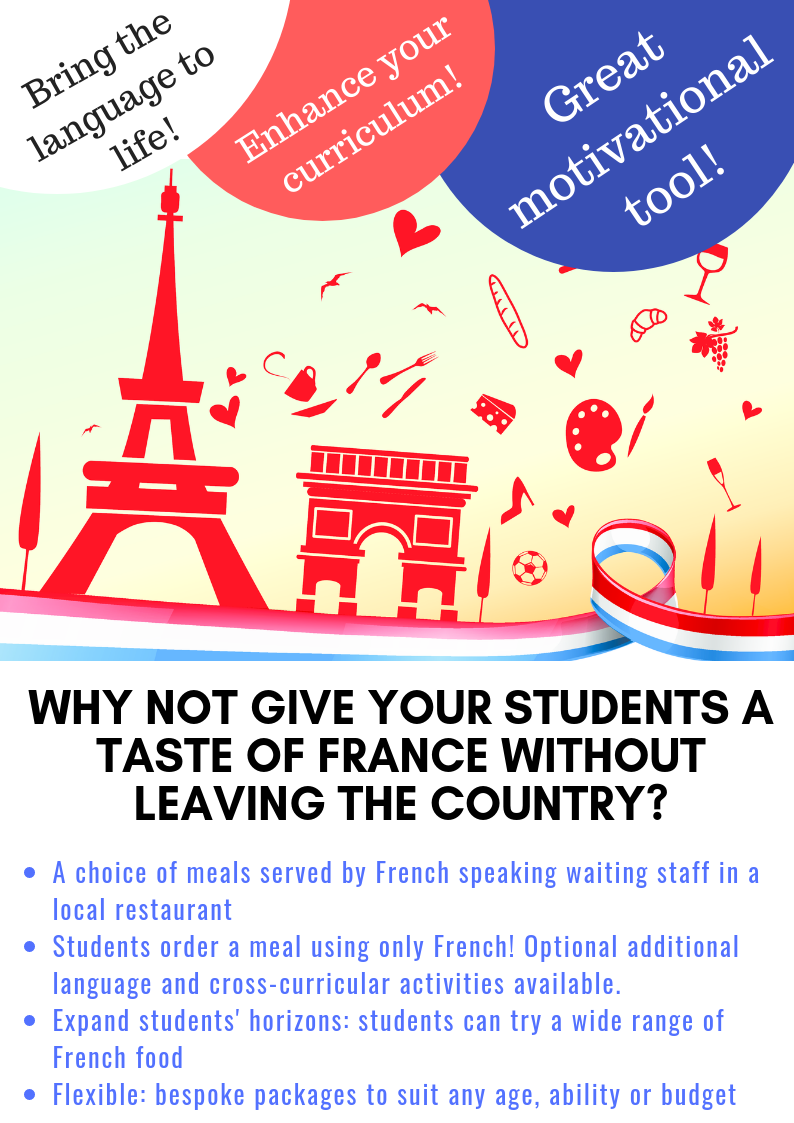 Bring the
language to
life!
Enhance your
curriculum!
Great
motivational
tool!
WHY NOT GIVE YOUR STUDENTS A
TASTE OF FRANCE WITHOUT
LEAVING THE COUNTRY?
• A choice of meals served by French speaking waiting staff in a
local restaurant
• Students order a meal using only French! Optional additional
language and cross-curricular activities available.
• Expand students' horizons: students can try a wide range of
French food
• Flexible: bespoke packages to suit any age, ability or budget